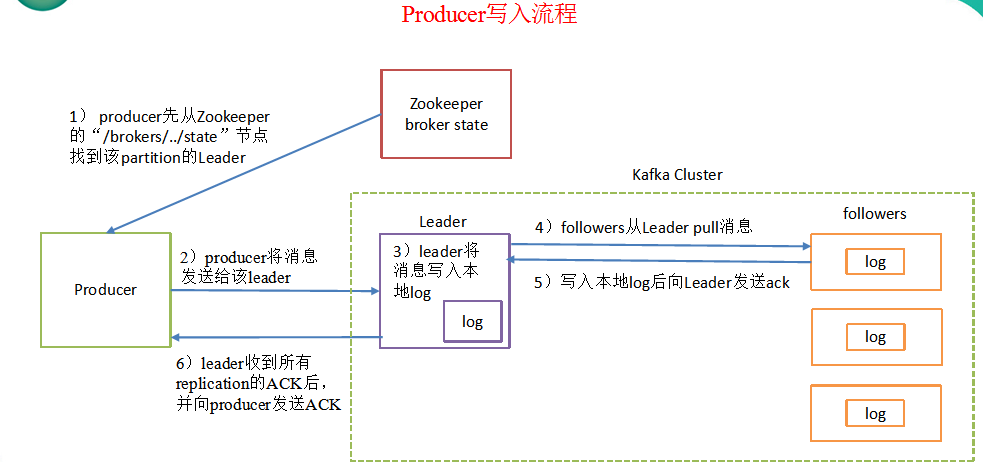 Producer写入流程
1） producer先从Zookeeper
的“/brokers/../state”节点
找到该partition的Leader
Zookeeper
broker state
Kafka Cluster
Producer
2）producer将消息
发送给该leader
Leader
3）leader将
消息写入本
地log
log
4）followers从Leader pull消息
5）写入本地log后向Leader发送ack
followers
log
log
log
6）leader收到所有
replication的ACK后，
并向producer发送ACK